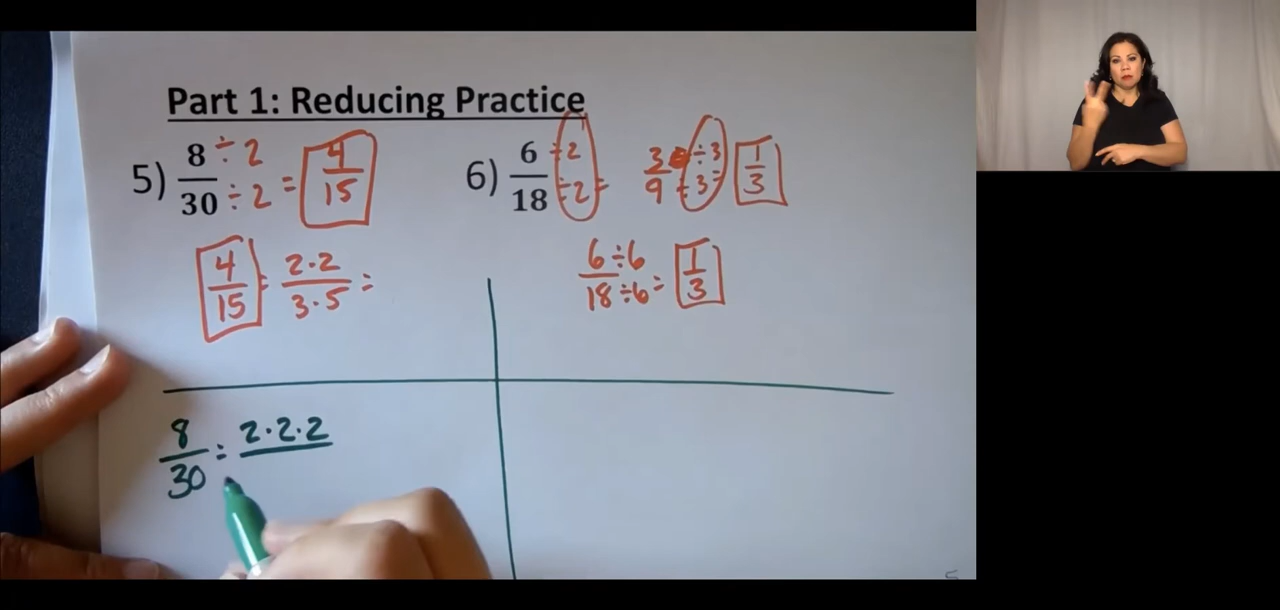 Part 1: Reducing Practice
5) 8/30 ÷2/÷2 = 4/15
4/15 = 2·2/3·5 =
6) 6/18 ÷2/÷2 = 3/9 ÷3/÷3 1/3
6÷6/18÷6 = 1/3
8/30 = 2·2·2